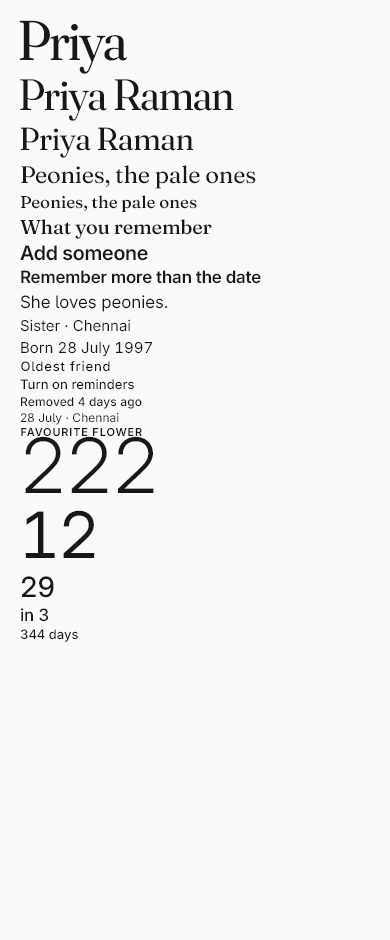 Priya
Priya Raman
Priya Raman
Peonies, the pale ones
Peonies, the pale ones
What you remember
Add someone
Remember more than the date
She loves peonies.
Sister · Chennai
Born 28 July 1997
Oldest friend
Turn on reminders
Removed 4 days ago
28 July · Chennai
FAVOURITE FLOWER
222
12
29
in 3
344 days